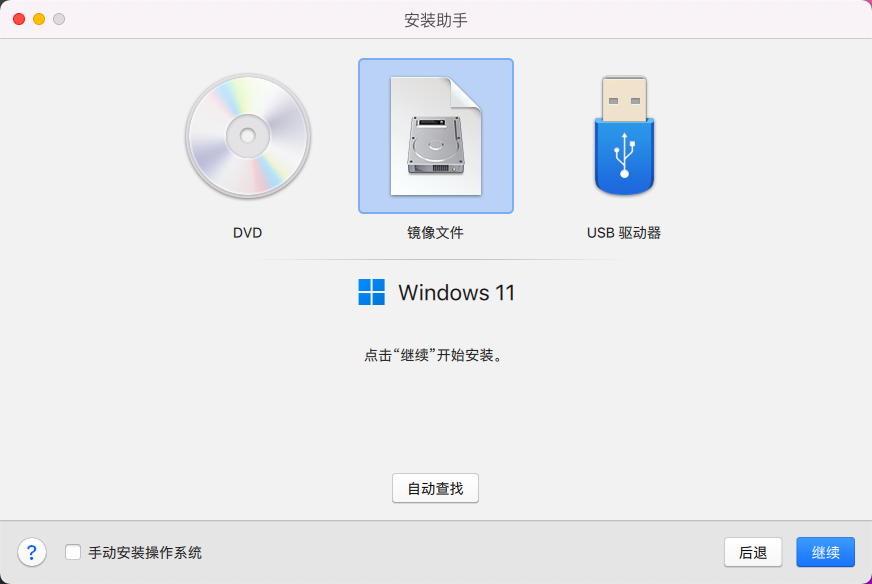 安装助手
DVD
镜像文件
USB 驱动器
Windows 11
点击“继续”开始安装。
自动查找
?
手动安装操作系统
后退
继续